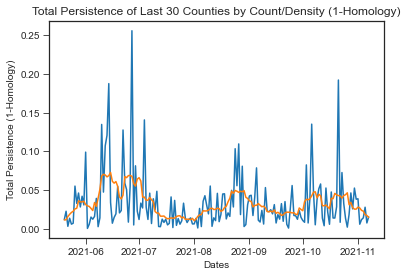 Total Persistence of Last 30 Counties by Count/Density (1-Homology)
Total Persistence (1-Homology)
0.25
0.20
0.15
0.10
0.05
0.00
2021-06 2021-07 2021-08 2021-09 2021-10 2021-11
Dates